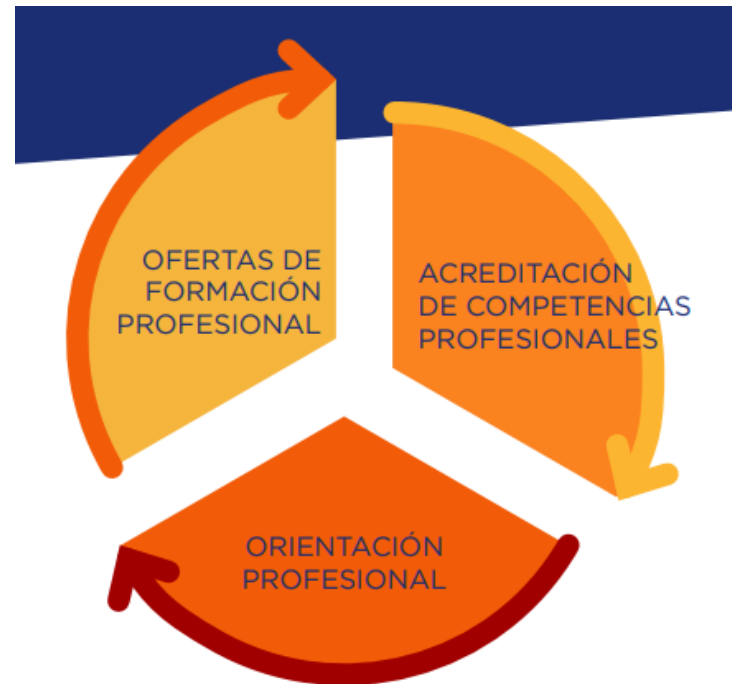 OFERTAS DE
FORMACIÓN
PROFESIONAL
ACREDITACIÓN
DE COMPETENCIAS
PROFESIONALES
ORIENTACIÓN
PROFESIONAL